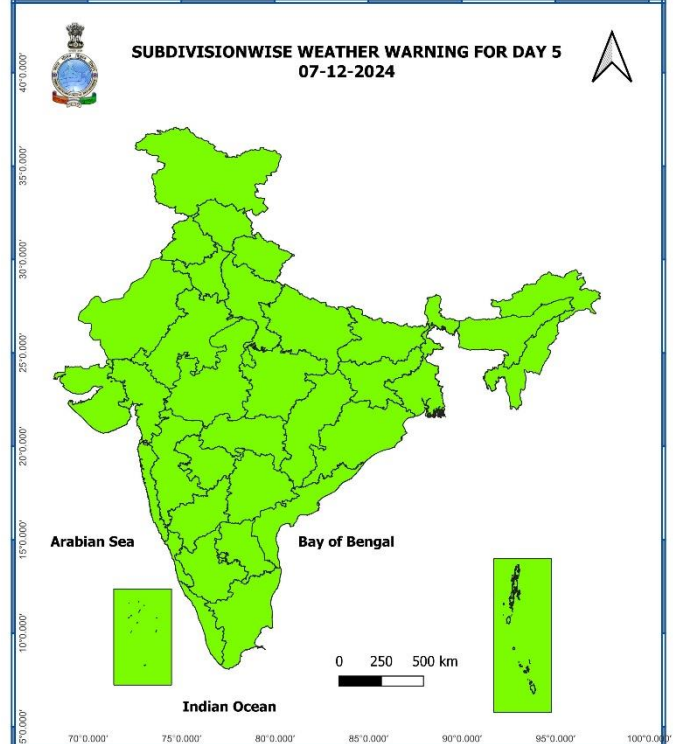 SUBDIVISIONWISE WEATHER WARNING FOR DAY 5
07-12-2024
40°0.000'
35°0.000'
30°0.000'
25°0.000'
20°0.000'
15°0.000'
10°0.000'
5°0.000'
Arabian Sea
Bay of Bengal
0 250 500 km
Indian Ocean
70°0.000' 75°0.000' 80°0.000' 85°0.000' 90°0.000' 95°0.000' 100°0.000'